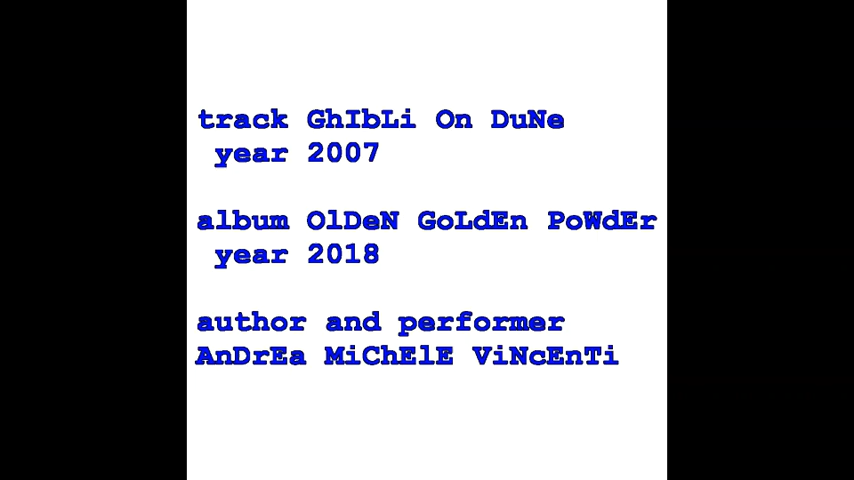 track GhIbLi On DuNe
year 2007
album OlDeN GoLdEn PoWdEr
year 2018
author and performer
AnDrEa MiChElE ViNcEnTi